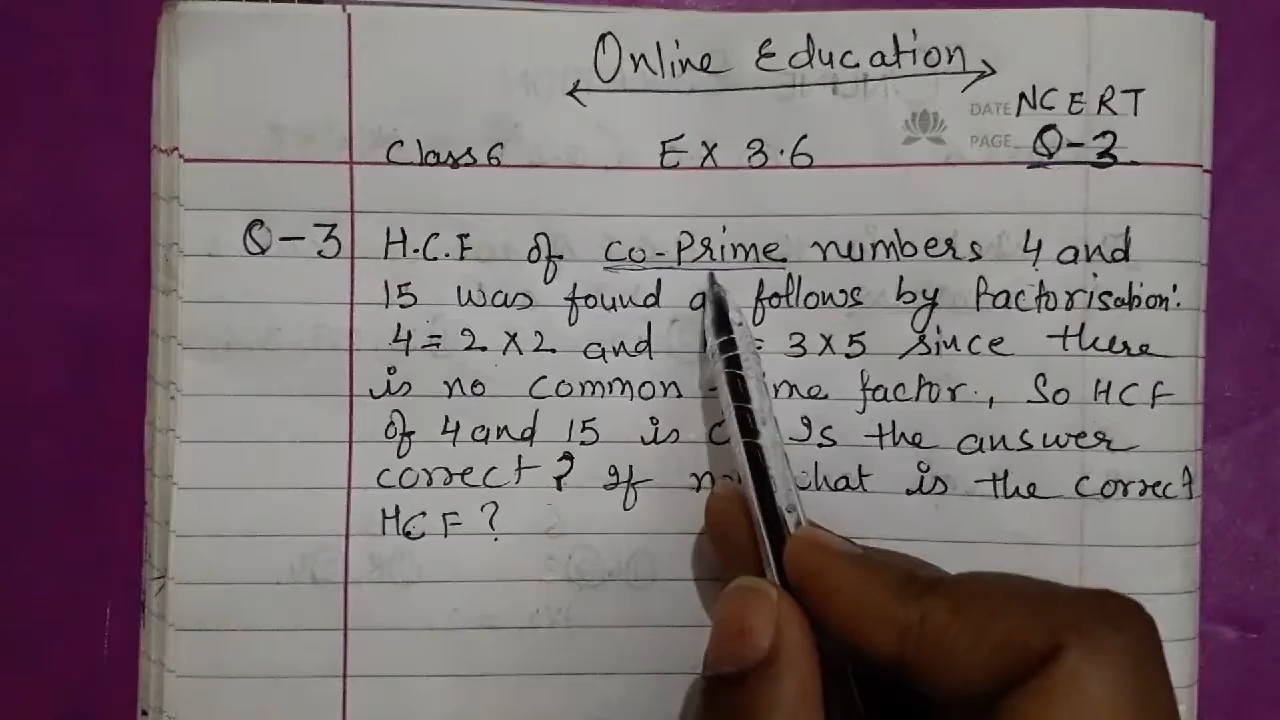 Online Education
DATE NCERT
PAGE Q-3
Class 6 EX 3.6
Q-3 H.C.F of co-Prime numbers 4 and
15 was found follows by factorisation:
4 = 2 × 2 and = 3×5 since there
is no common factor., So HCF
of 4 and 15 is Is the answer
correct? If what is the correct
HCF?